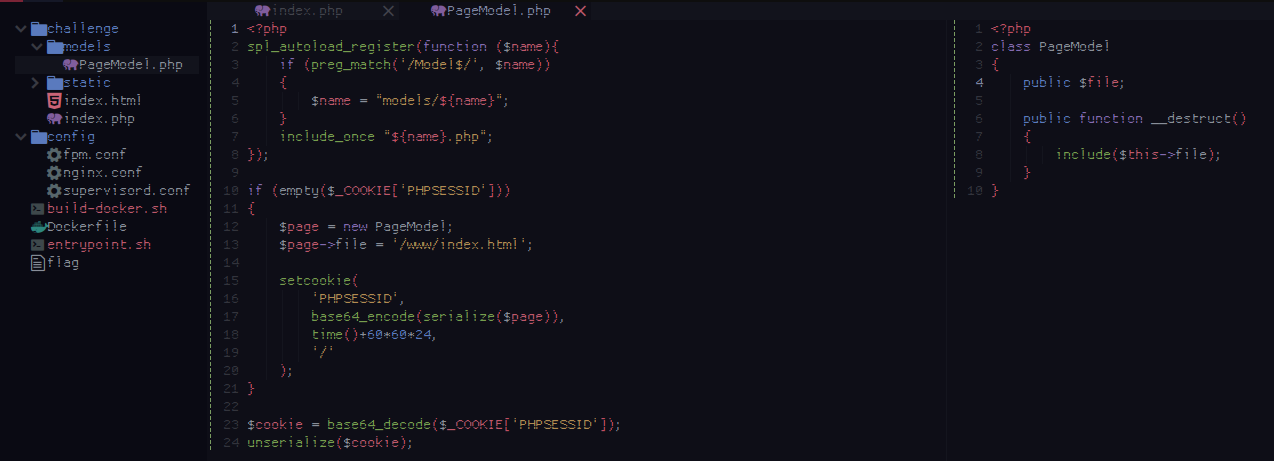 index.php
PageModel.php
challenge
models
PageModel.php
static
index.html
index.php
config
fpm.conf
nginx.conf
supervisord.conf
build-docker.sh
Dockerfile
entrypoint.sh
flag
1 <?php
2 spl_autoload_register(function ($name){
3     if (preg_match('/Model$/', $name))
4     {
5         $name = "models/${name}";
6     }
7     include_once "${name}.php";
8 });
9
10 if (empty($_COOKIE['PHPSESSID']))
11 {
12     $page = new PageModel;
13     $page->file = '/www/index.html';
14
15     setcookie(
16         'PHPSESSID',
17         base64_encode(serialize($page)),
18         time()+60*60*24,
19         '/'
20     );
21 }
22
23 $cookie = base64_decode($_COOKIE['PHPSESSID']);
24 unserialize($cookie);
1 <?php
2 class PageModel
3 {
4     public $file;
5
6     public function __destruct()
7     {
8         include($this->file);
9     }
10 }